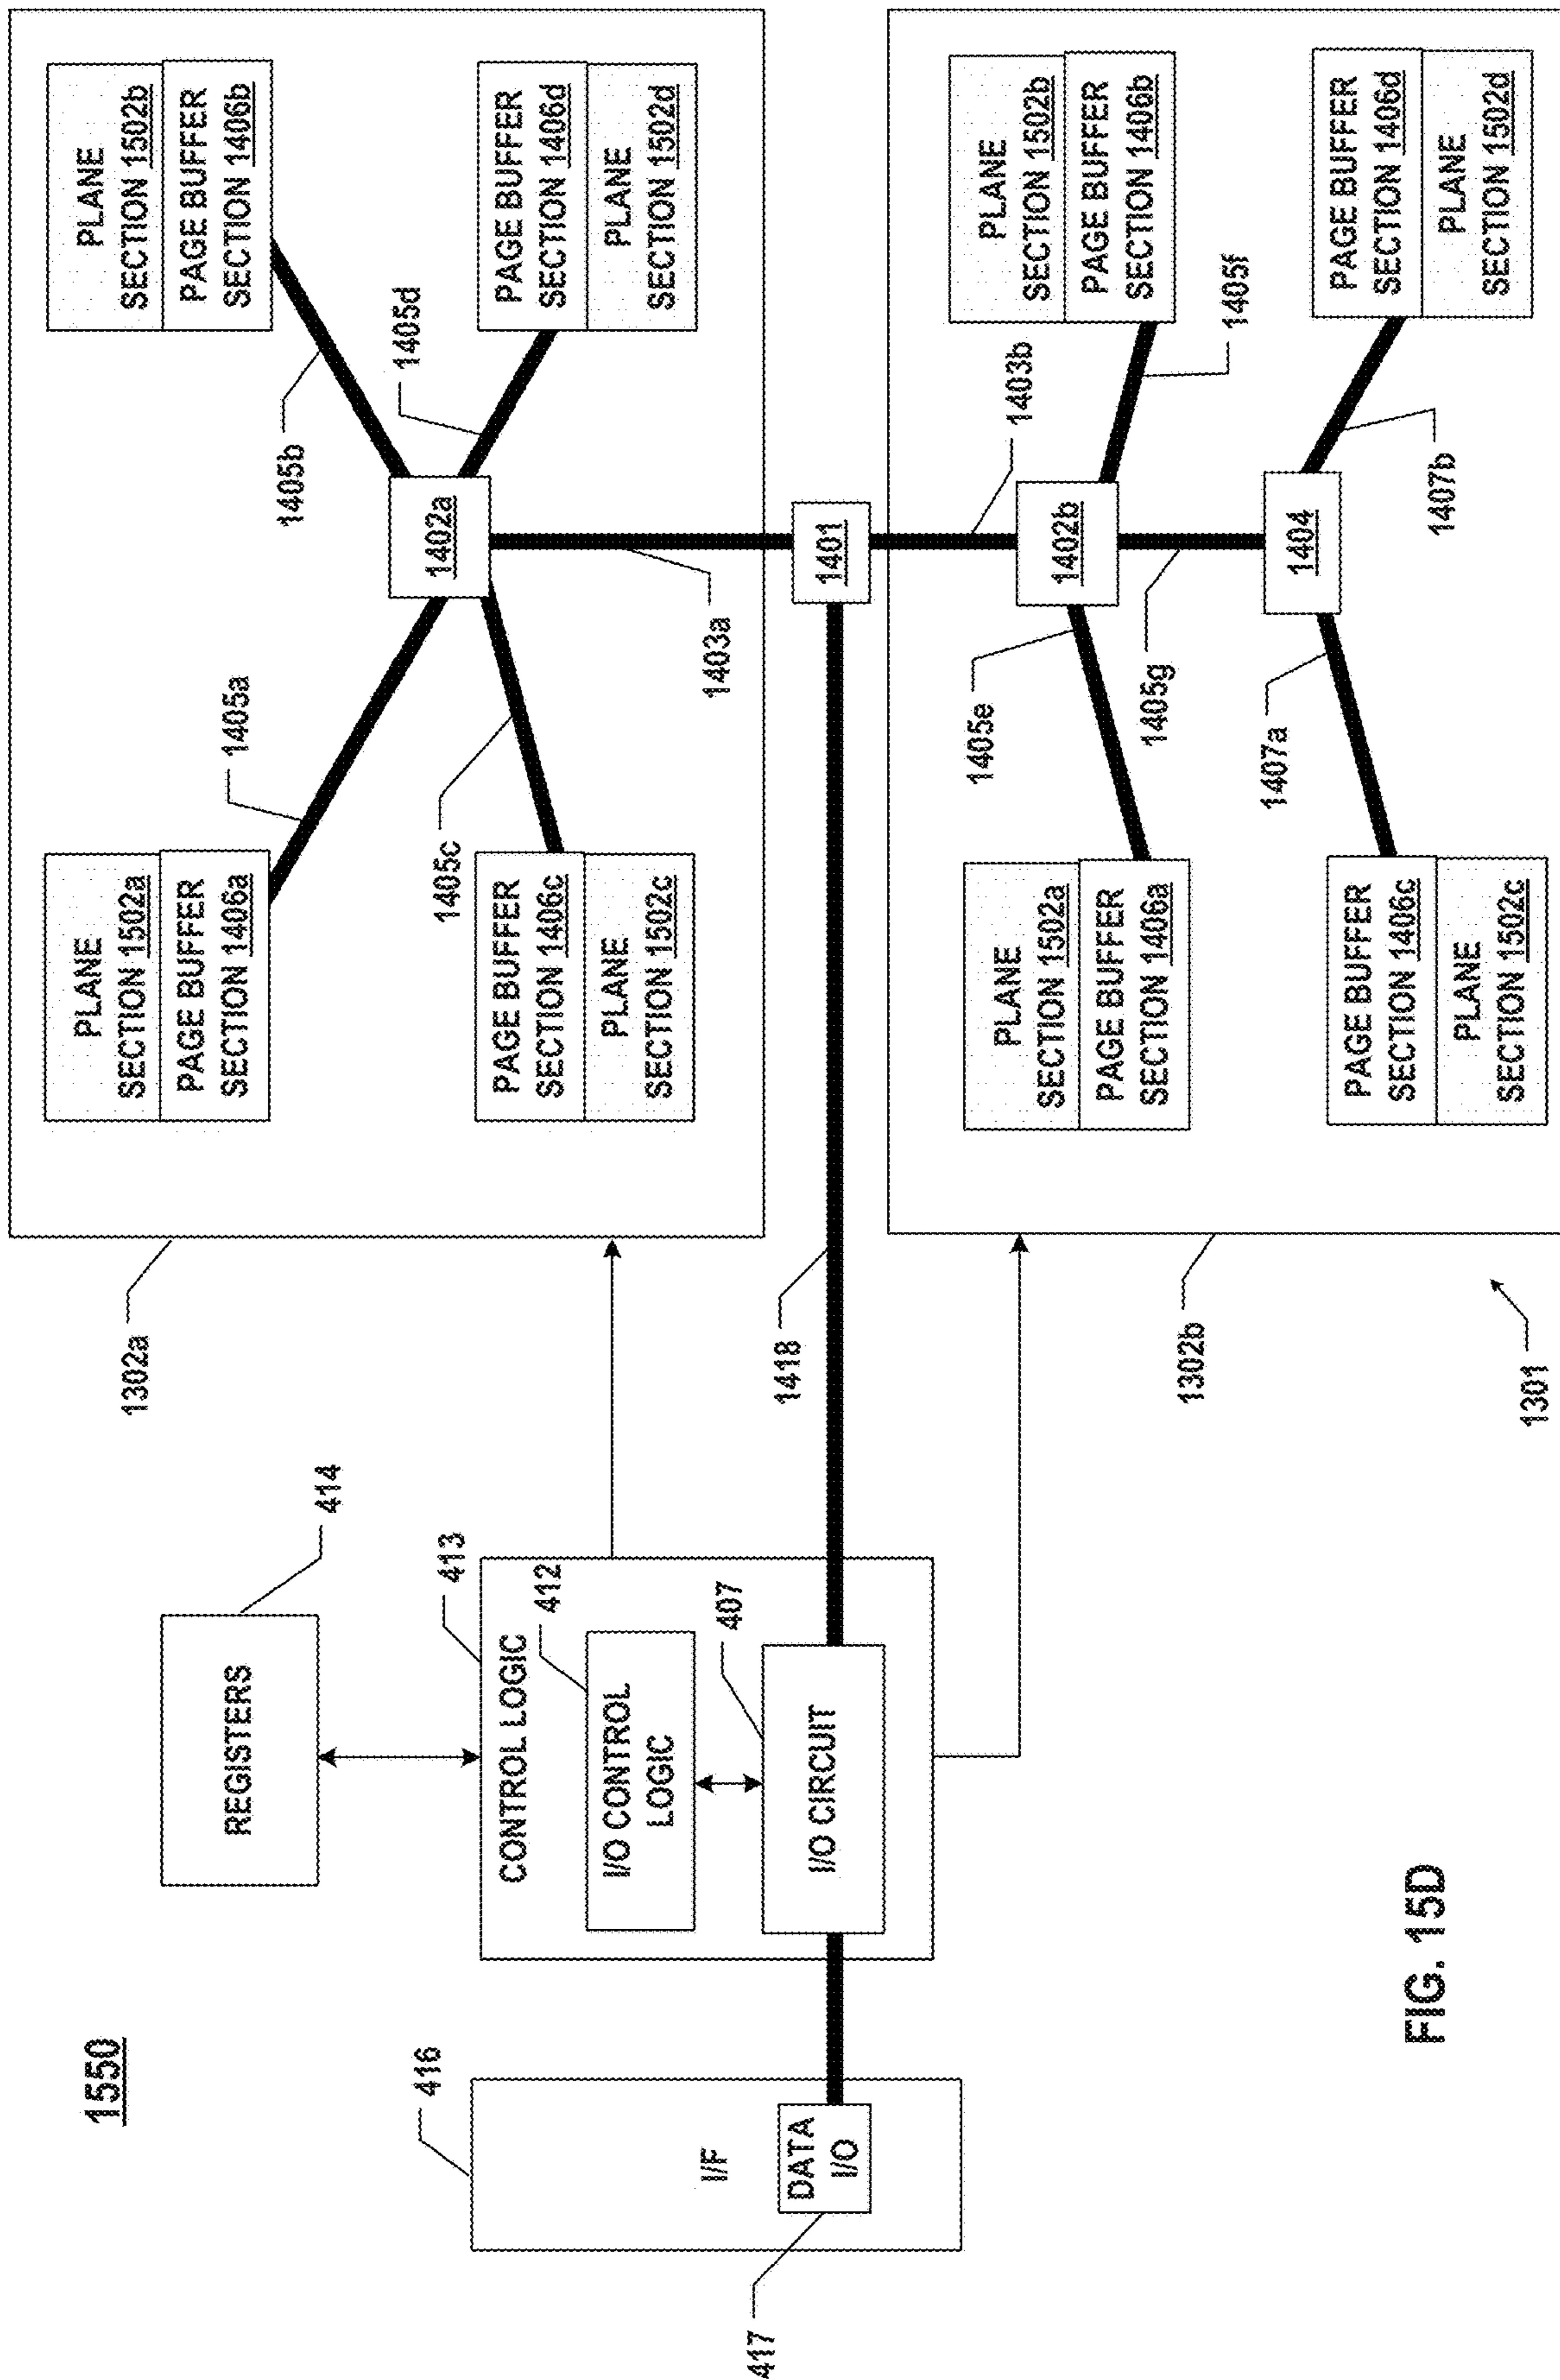 1550
416
I/F
DATA
I/O
417
REGISTERS
414
CONTROL LOGIC
413
I/O CONTROL
LOGIC
412
I/O CIRCUIT
407
1418
1302a
PLANE
SECTION 1502a
PAGE BUFFER
SECTION 1406a
1405a
PLANE
SECTION 1502b
PAGE BUFFER
SECTION 1406b
1405b
1402a
PAGE BUFFER
SECTION 1406c
PLANE
SECTION 1502c
1405c
PAGE BUFFER
SECTION 1406d
PLANE
SECTION 1502d
1405d
1403a
1401
1403b
1302b
PLANE
SECTION 1502a
PAGE BUFFER
SECTION 1406a
1405e
PLANE
SECTION 1502b
PAGE BUFFER
SECTION 1406b
1405f
1402b
1405g
1404
PAGE BUFFER
SECTION 1406c
PLANE
SECTION 1502c
1407a
PAGE BUFFER
SECTION 1406d
PLANE
SECTION 1502d
1407b
1301
FIG. 15D